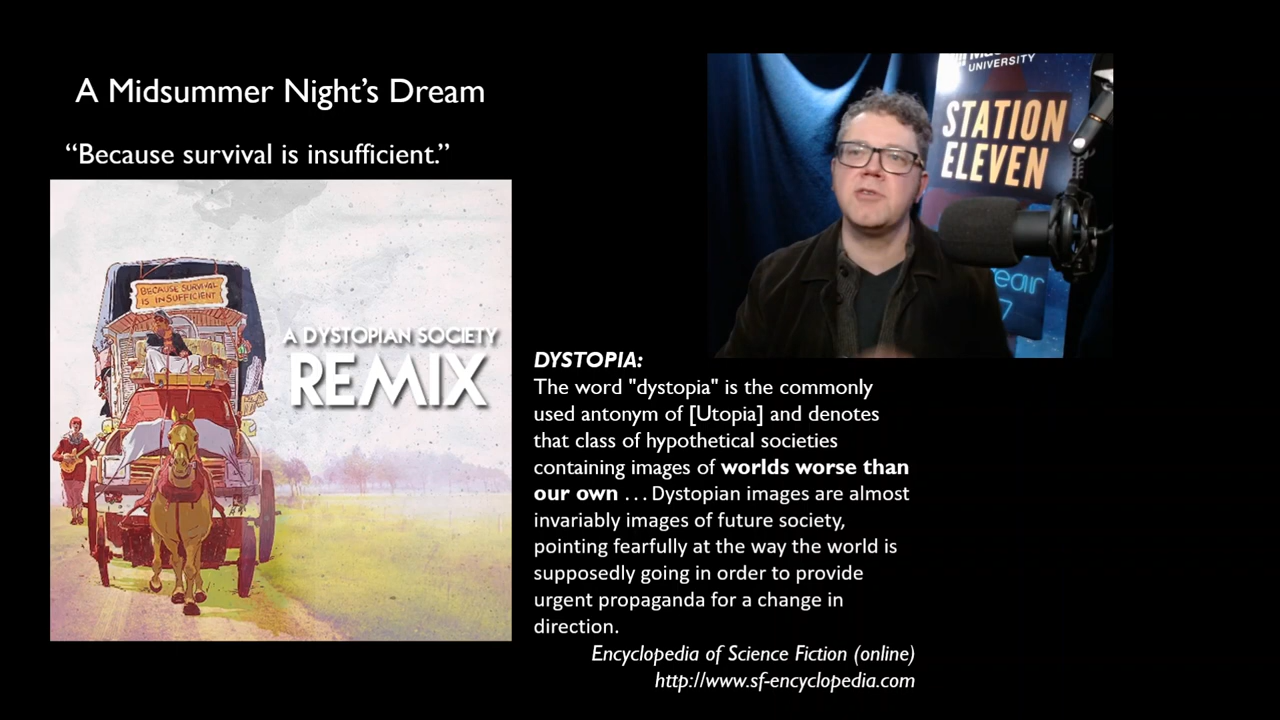 A Midsummer Night's Dream
“Because survival is insufficient.”
BECAUSE SURVIVAL
IS INSUFFICIENT
A DYSTOPIAN SOCIETY
REMIX
UNIVERSITY
STATION
ELEVEN
DYSTOPIA:
The word "dystopia" is the commonly
used antonym of [Utopia] and denotes
that class of hypothetical societies
containing images of worlds worse than
our own . . . Dystopian images are almost
invariably images of future society,
pointing fearfully at the way the world is
supposedly going in order to provide
urgent propaganda for a change in
direction.
Encyclopedia of Science Fiction (online)
http://www.sf-encyclopedia.com